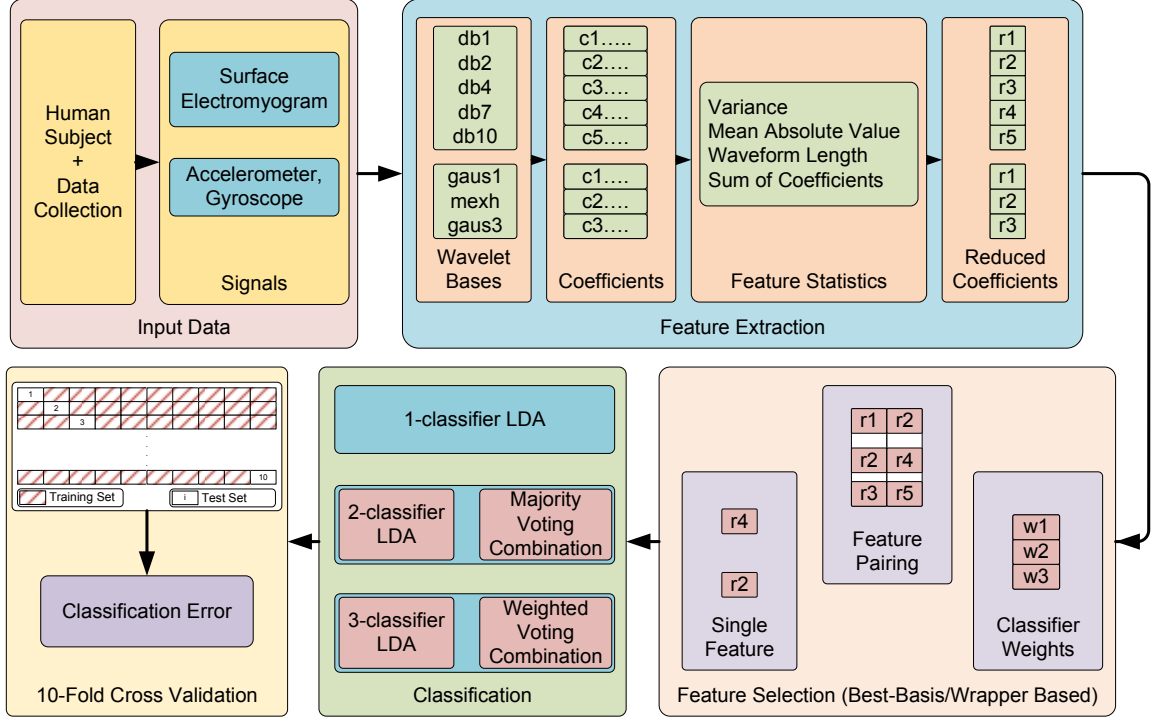 Human
Subject
+
Data
Collection
Surface
Electromyogram
Accelerometer,
Gyroscope
Signals
Input Data
db1
db2
db4
db7
db10
gaus1
mexh
gaus3
Wavelet
Bases
c1…..
c2….
c3….
c4….
c5….
c1….
c2….
c3….
Coefficients
Variance
Mean Absolute Value
Waveform Length
Sum of Coefficients
Feature Statistics
r1
r2
r3
r4
r5
r1
r2
r3
Reduced
Coefficients
Feature Extraction
1
2
3
10
Training Set
i Test Set
Classification Error
10-Fold Cross Validation
1-classifier LDA
2-classifier
LDA
Majority
Voting
Combination
3-classifier
LDA
Weighted
Voting
Combination
Classification
r4
r2
Single
Feature
r1 r2
r2 r4
r3 r5
Feature
Pairing
w1
w2
w3
Classifier
Weights
Feature Selection (Best-Basis/Wrapper Based)